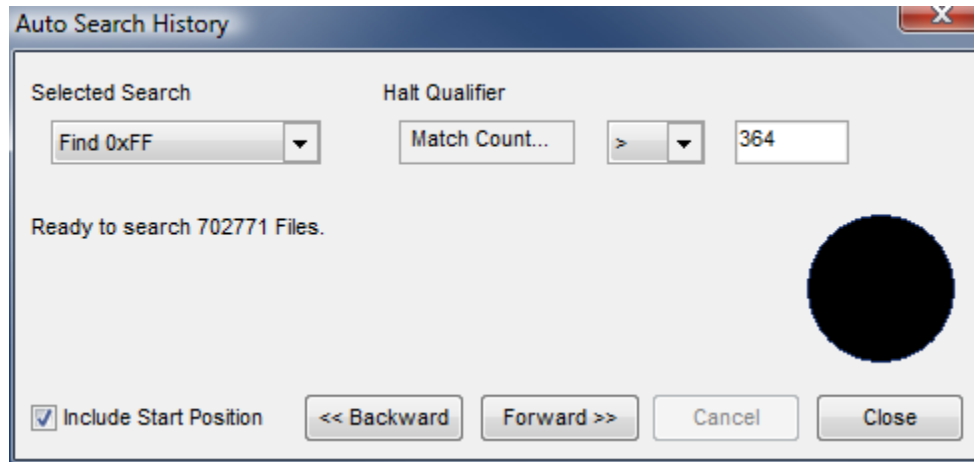 Auto Search History
Selected Search Halt Qualifier
Find 0xFF Match Count... > 364
Ready to search 702771 Files.
Include Start Position << Backward Forward >> Cancel Close